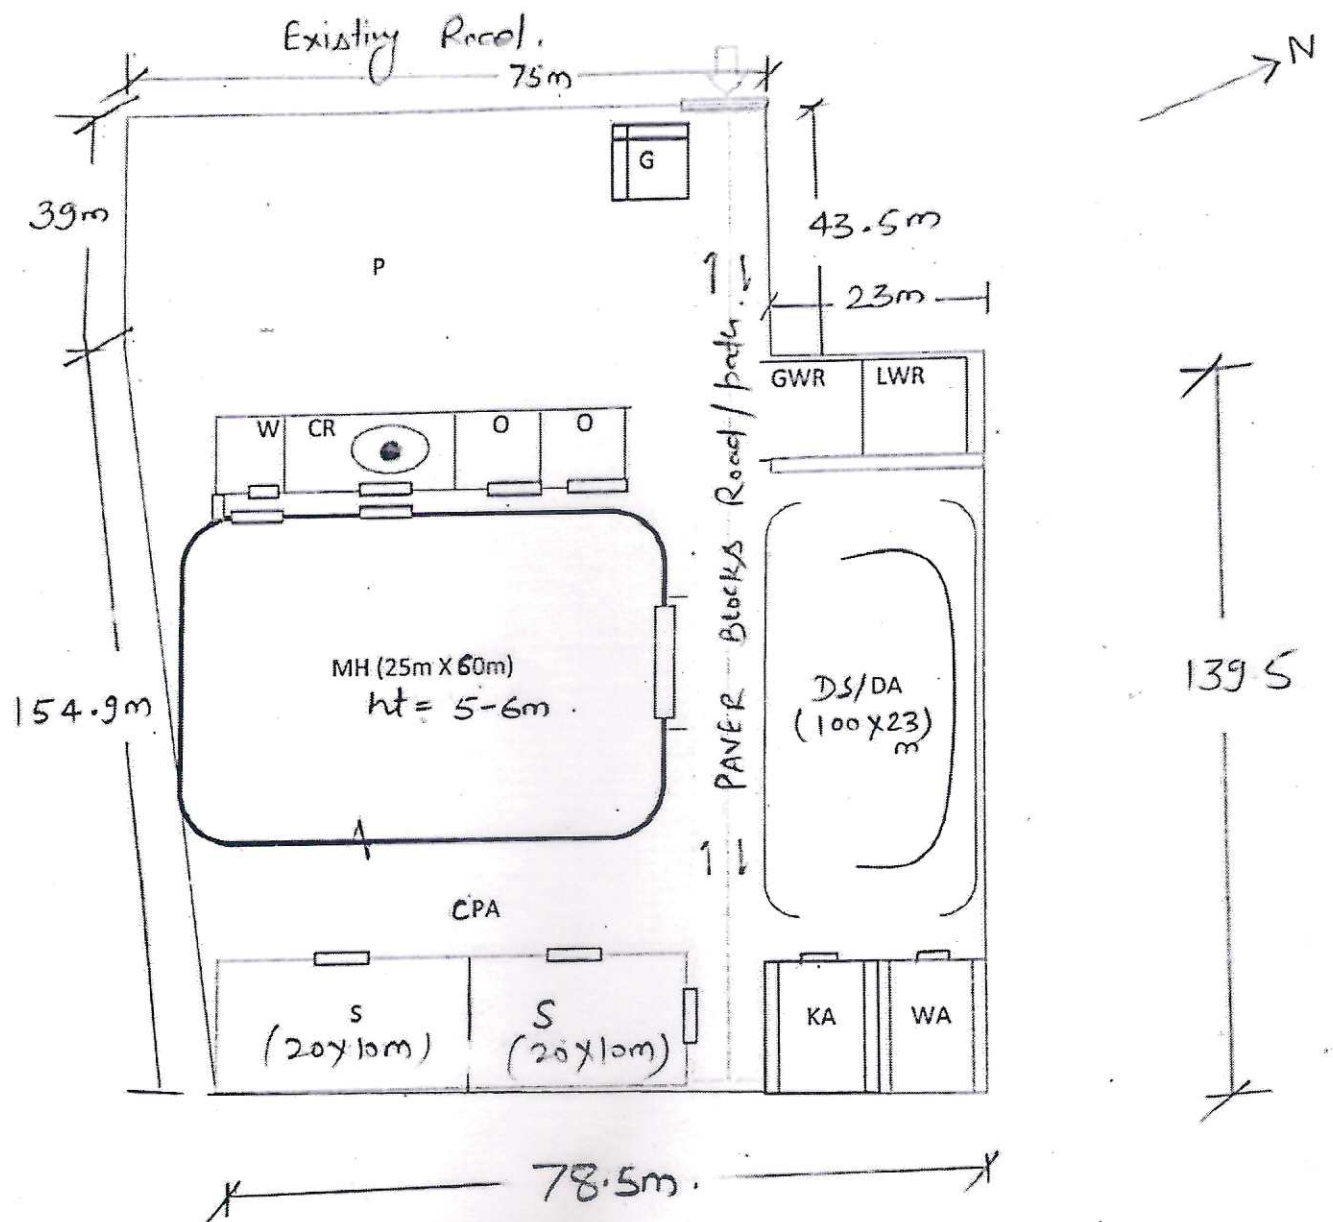 Existing Road.
75m
N
G
39m
43.5m
P
23m
GWR
LWR
W
CR
O
O
PAVER Blocks Road/path.
MH (25m X 60m)
ht = 5-6m.
DS/DA
(100X23)
m
154.9m
139.5
CPA
S
(20X10m)
S
(20X10m)
KA
WA
78.5m.